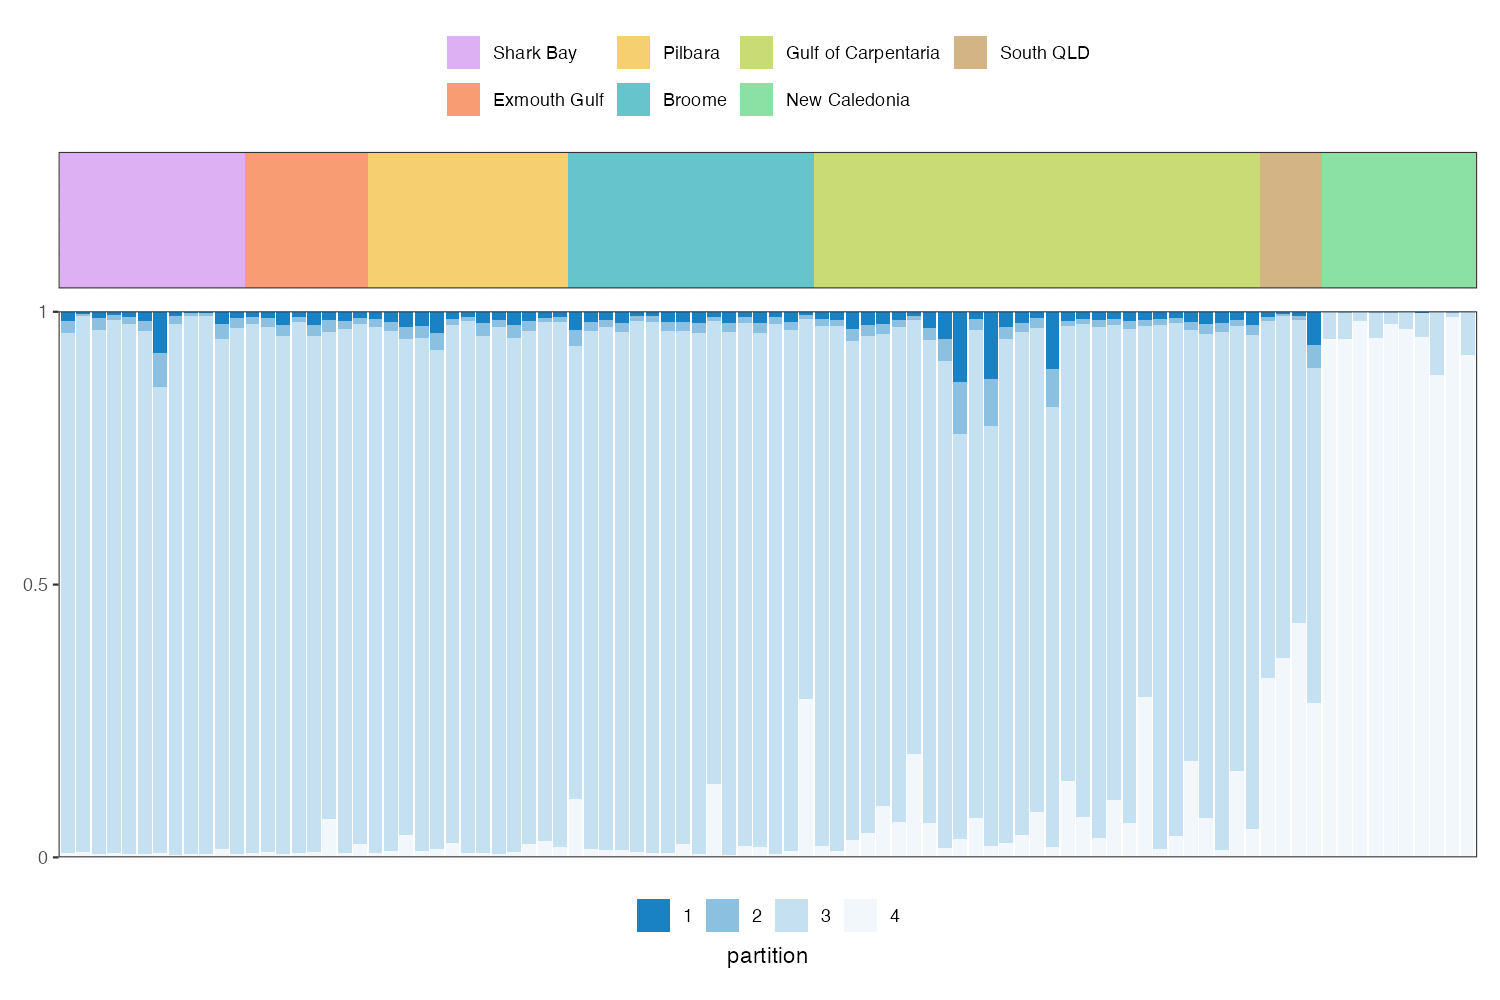 Shark Bay Pilbara Gulf of Carpentaria South QLD
Exmouth Gulf Broome New Caledonia
1
0.5
0
1 2 3 4
partition